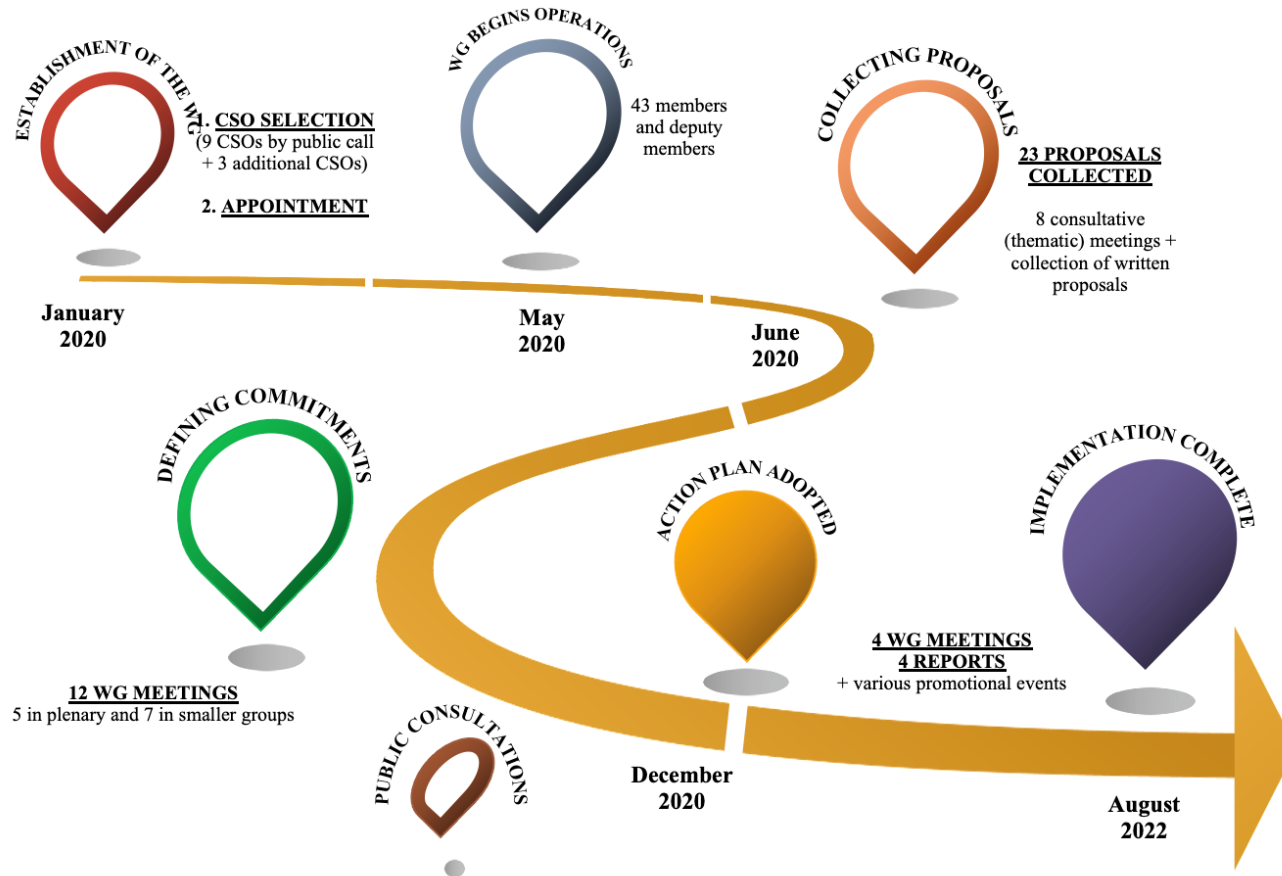 ESTABLISHMENT OF THE WG
1. CSO SELECTION
(9 CSOs by public call
+ 3 additional CSOs)
2. APPOINTMENT
WG BEGINS OPERATIONS
43 members
and deputy
members
COLLECTING PROPOSALS
23 PROPOSALS
COLLECTED
8 consultative
(thematic) meetings +
collection of written
proposals
January
2020
May
2020
June
2020
DEFINING COMMITMENTS
12 WG MEETINGS
5 in plenary and 7 in smaller groups
PUBLIC CONSULTATIONS
ACTION PLAN ADOPTED
4 WG MEETINGS
4 REPORTS
+ various promotional events
IMPLEMENTATION COMPLETE
December
2020
August
2022